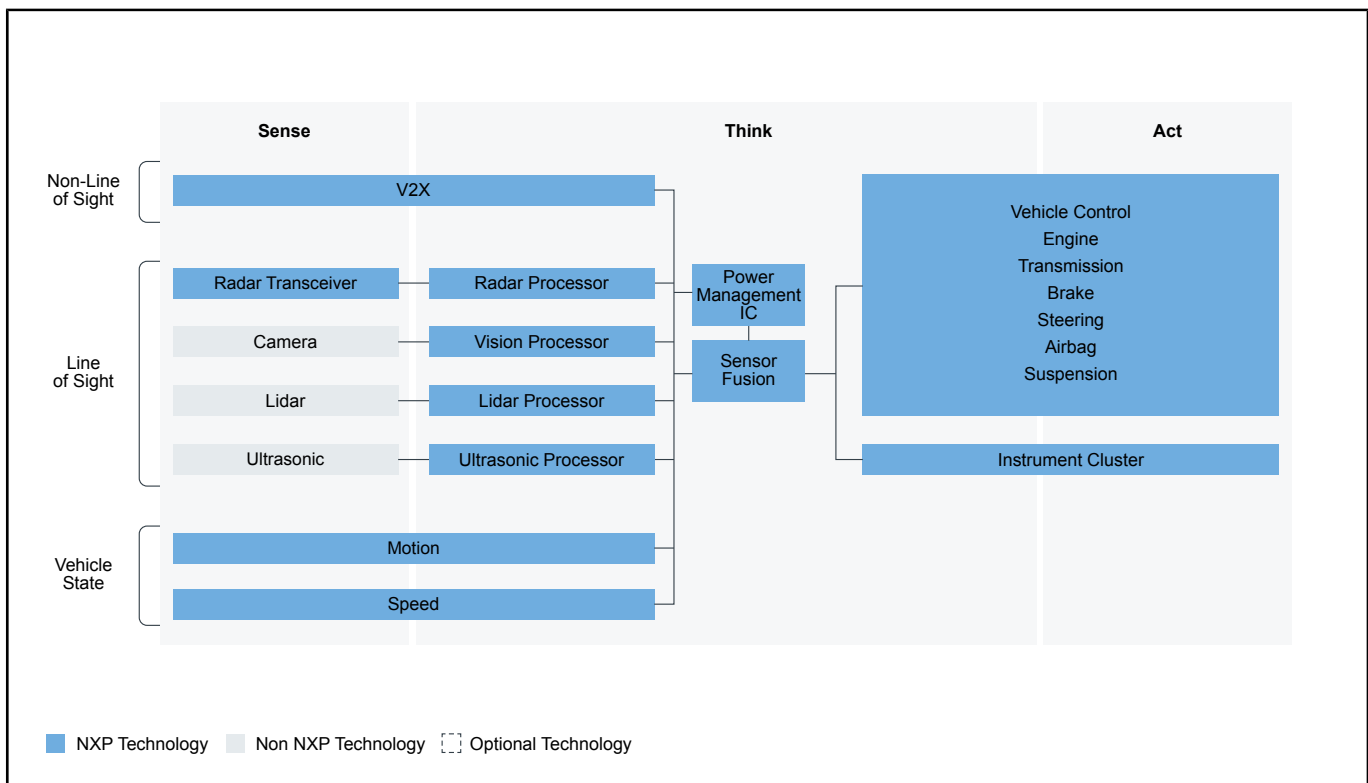 Sense
Think
Act
Non-Line
of Sight
V2X
Line
of Sight
Radar Transceiver
Radar Processor
Camera
Vision Processor
Lidar
Lidar Processor
Ultrasonic
Ultrasonic Processor
Vehicle
State
Motion
Speed
Power
Management
IC
Sensor
Fusion
Vehicle Control
Engine
Transmission
Brake
Steering
Airbag
Suspension
Instrument Cluster
NXP Technology
Non NXP Technology
Optional Technology